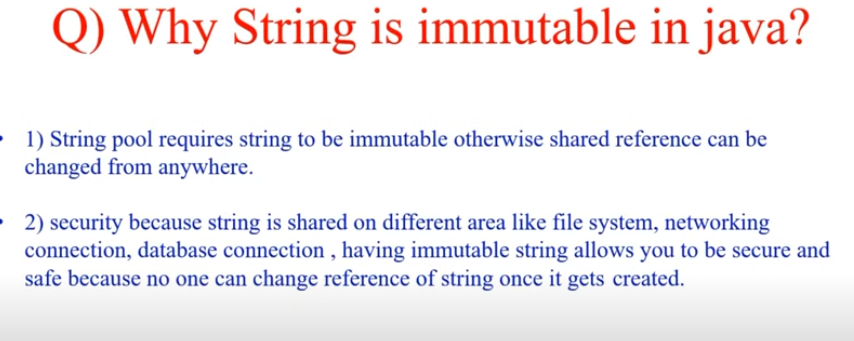 Q) Why String is immutable in java?
1) String pool requires string to be immutable otherwise shared reference can be
changed from anywhere.
2) security because string is shared on different area like file system, networking
connection, database connection , having immutable string allows you to be secure and
safe because no one can change reference of string once it gets created.